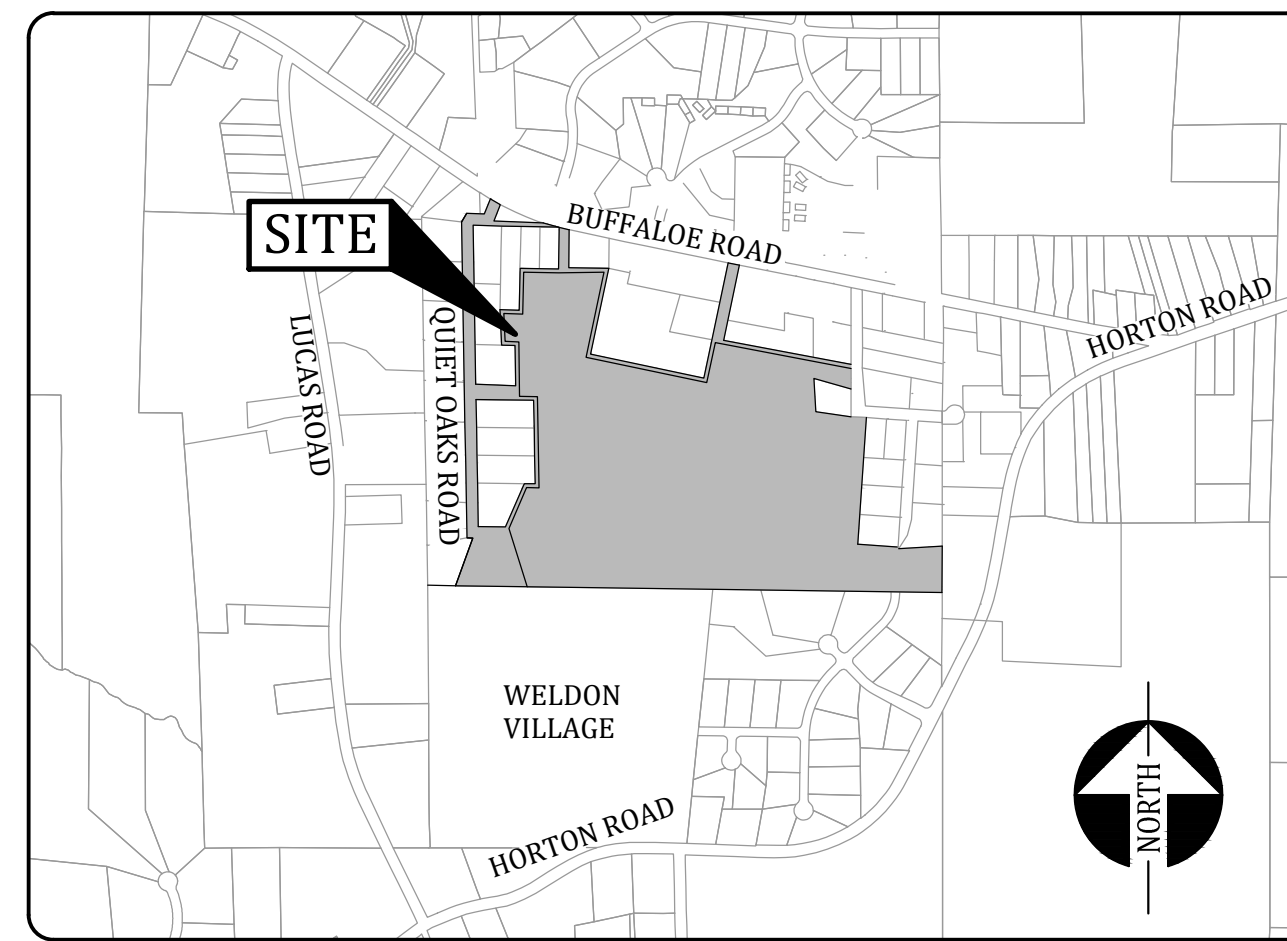 BUFFALOE ROAD
SITE
HORTON ROAD
LUCAS ROAD
QUIET OAKS ROAD
WELDON
VILLAGE
HORTON ROAD
NORTH